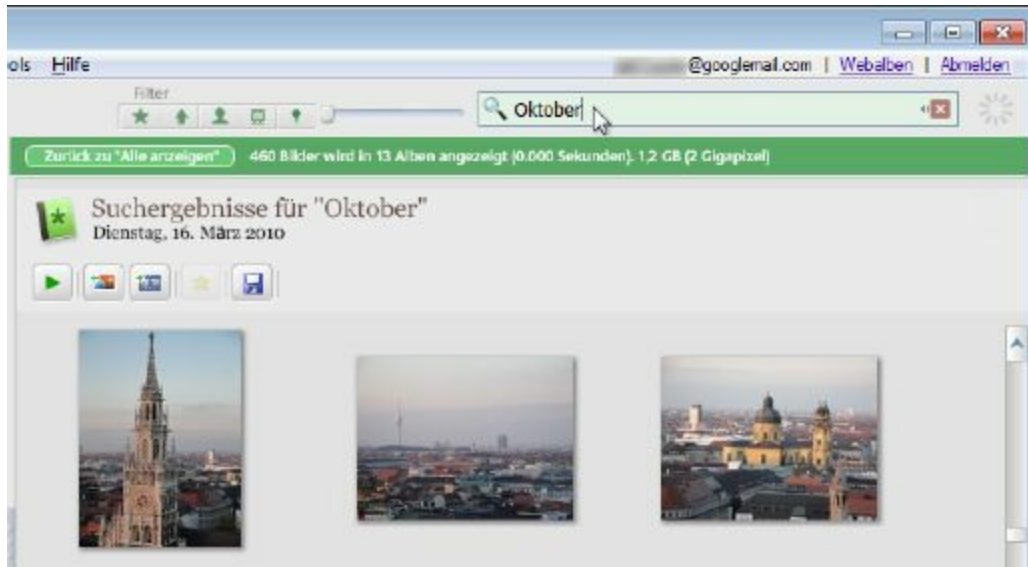 ols Hilfe
@googlemail.com | Webalben | Abmelden
Filter
Oktober
Zurück zu "Alle anzeigen" 460 Bilder wird in 13 Alben angezeigt (0.000 Sekunden). 1,2 GB (2 Gigapixel)
Suchergebnisse für "Oktober"
Dienstag, 16. März 2010